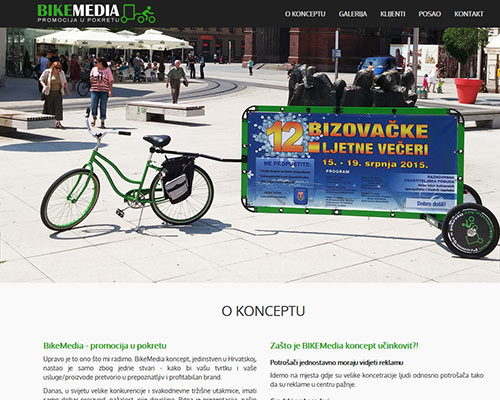 BIKEMEDIA
PROMOCIJA U POKRETU
O KONCEPTU GALERIJA KLIJENTI POSAO KONTAKT
12. BIZOVAČKE
LJETNE VEČERI
15. - 19. srpnja 2015.
NE PROPUSTITE:
PROGRAM
Dobro došli!
O KONCEPTU
BikeMedia - promocija u pokretu
Upravo je to ono što mi radimo. BikeMedia koncept, jedinstven u Hrvatskoj,
nastao je samo zbog jedne stvari - kako bi vašu tvrtku i vaše
usluge/proizvode pretvorio u prepoznatljiv i profitabilan brand.
Danas, u svijetu velike konkurencije i svakodnevne tržišne utakmice, imati
Zašto je BIKEMedia koncept učinkovit?!
Potrošači jednostavno moraju vidjeti reklamu
Idemo na mjesta gdje su velike koncetracije ljudi odnosno potrošača tako
da su reklame u centru pažnje.